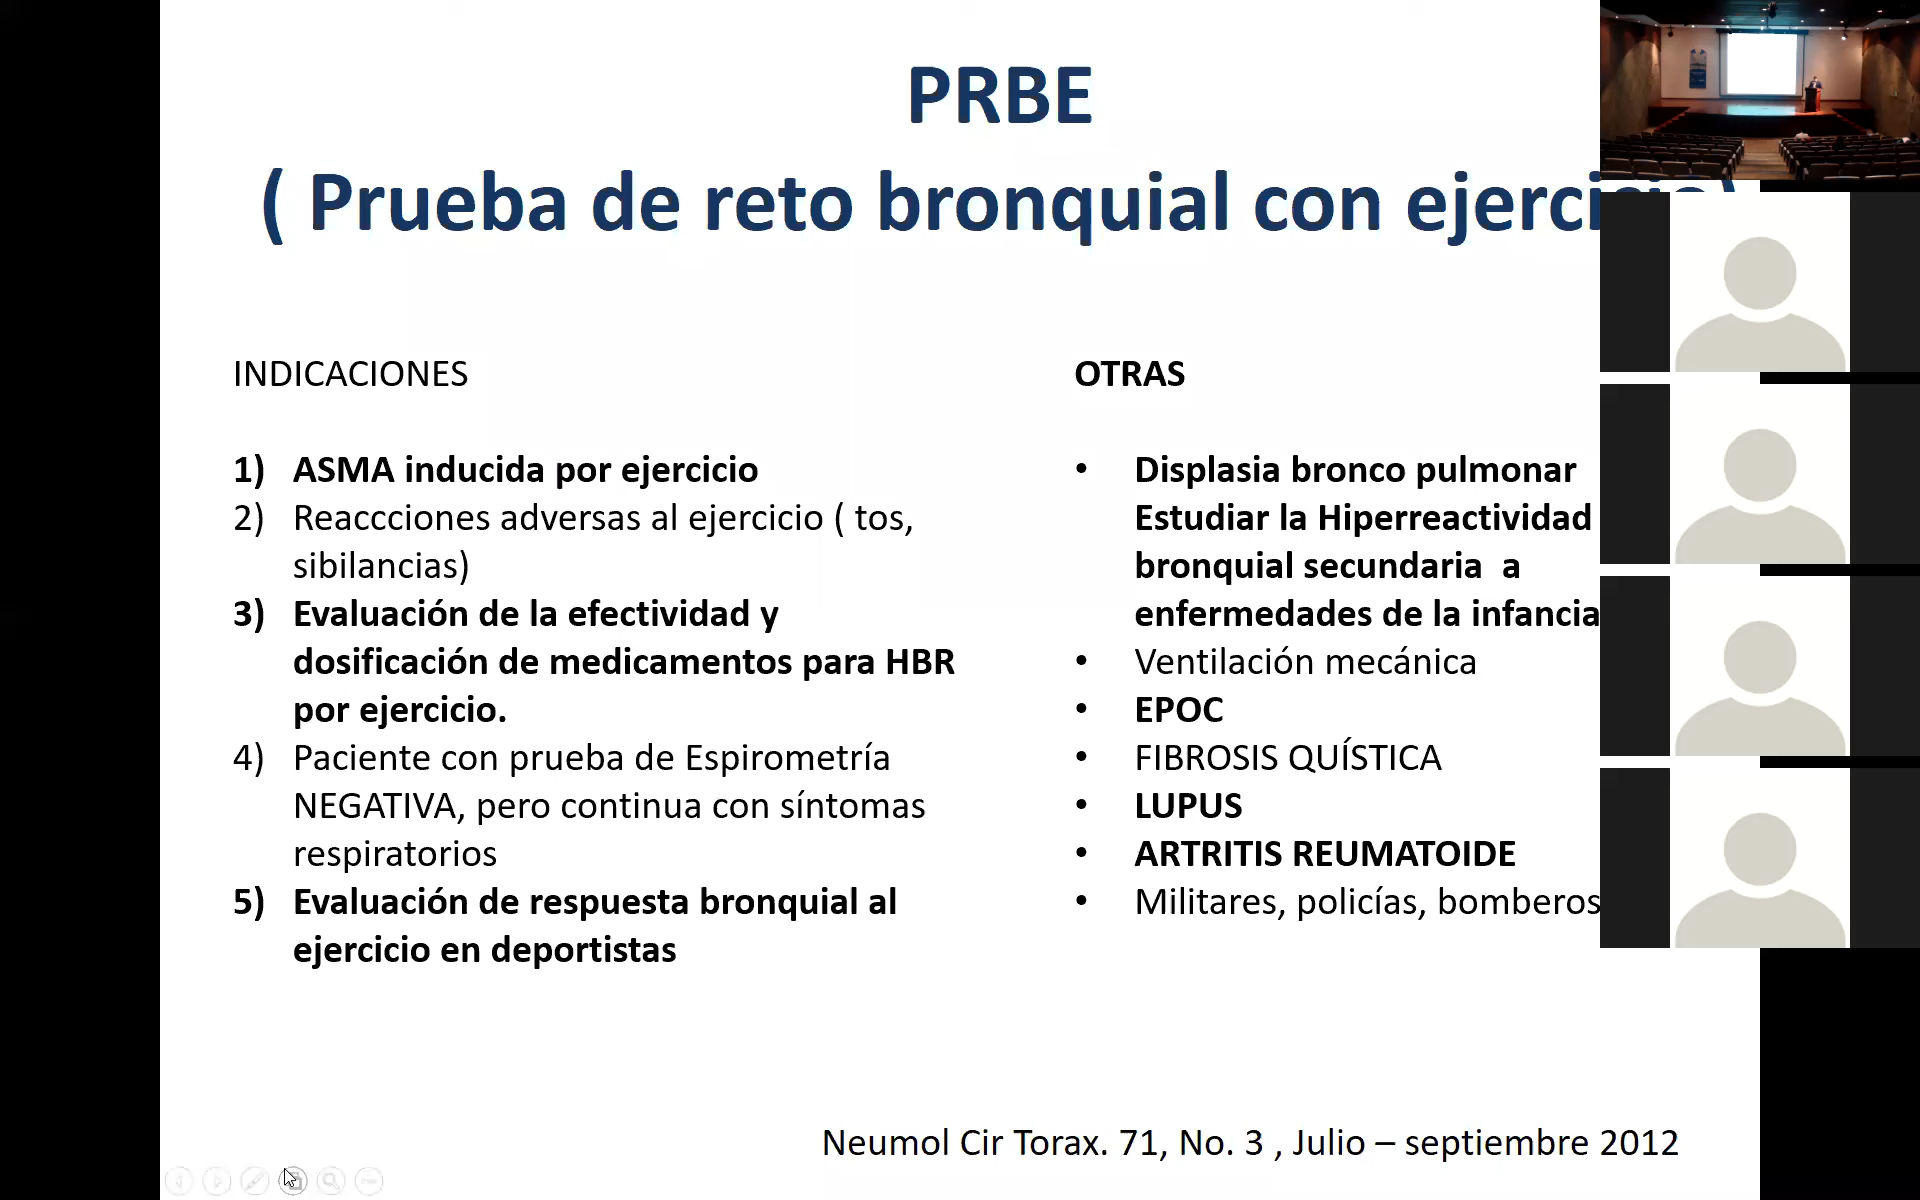 PRBE
( Prueba de reto bronquial con
INDICACIONES
1) ASMA inducida por ejercicio
2) Reaccciones adversas al ejercicio ( tos,
sibilancias)
3) Evaluación de la efectividad y
dosificación de medicamentos para HBR
por ejercicio.
4) Paciente con prueba de Espirometría
NEGATIVA, pero continua con síntomas
respiratorios
5) Evaluación de respuesta bronquial al
ejercicio en deportistas
OTRAS
• Displasia bronco pulmonar
Estudiar la Hiperreactividad
bronquial secundaria a
enfermedades de la infancia
• Ventilación mecánica
• EPOC
• FIBROSIS QUÍSTICA
• LUPUS
• ARTRITIS REUMATOIDE
• Militares, policías, bomberos
Neumol Cir Torax. 71, No. 3 , Julio – septiembre 2012